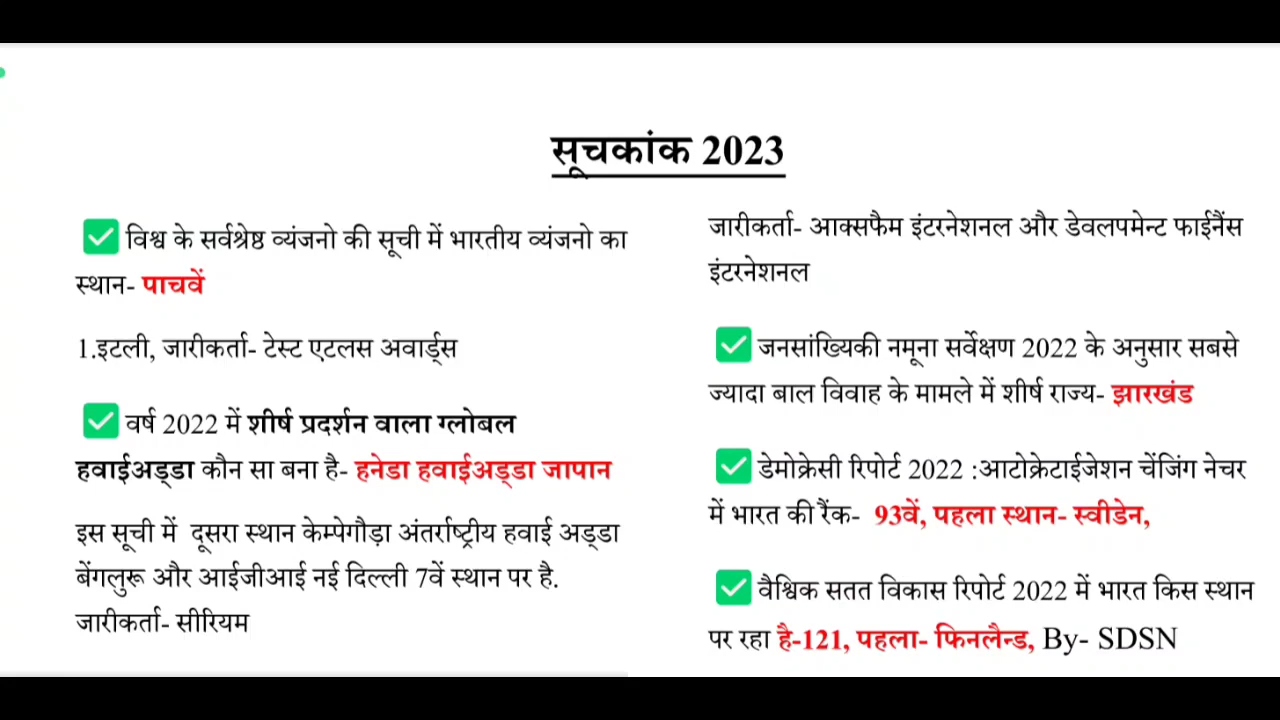 सूचकांक 2023
✅ विश्व के सर्वश्रेष्ठ व्यंजनो की सूची में भारतीय व्यंजनो का
स्थान- पाचवें
1.इटली, जारीकर्ता- टेस्ट एटलस अवार्ड्स
✅ वर्ष 2022 में शीर्ष प्रदर्शन वाला ग्लोबल
हवाईअड्डा कौन सा बना है- हनेडा हवाईअड्डा जापान
इस सूची में दूसरा स्थान केम्पेगौड़ा अंतर्राष्ट्रीय हवाई अड्डा
बेंगलुरू और आईजीआई नई दिल्ली 7वें स्थान पर है.
जारीकर्ता- सीरियम
जारीकर्ता- आक्सफैम इंटरनेशनल और डेवलपमेन्ट फाईनैंस
इंटरनेशनल
✅ जनसांख्यिकी नमूना सर्वेक्षण 2022 के अनुसार सबसे
ज्यादा बाल विवाह के मामले में शीर्ष राज्य- झारखंड
✅ डेमोक्रेसी रिपोर्ट 2022 :आटोक्रेटाईजेशन चेंजिंग नेचर
में भारत की रैंक- 93वें, पहला स्थान- स्वीडेन,
✅ वैश्विक सतत विकास रिपोर्ट 2022 में भारत किस स्थान
पर रहा है-121, पहला- फिनलैन्ड, By- SDSN